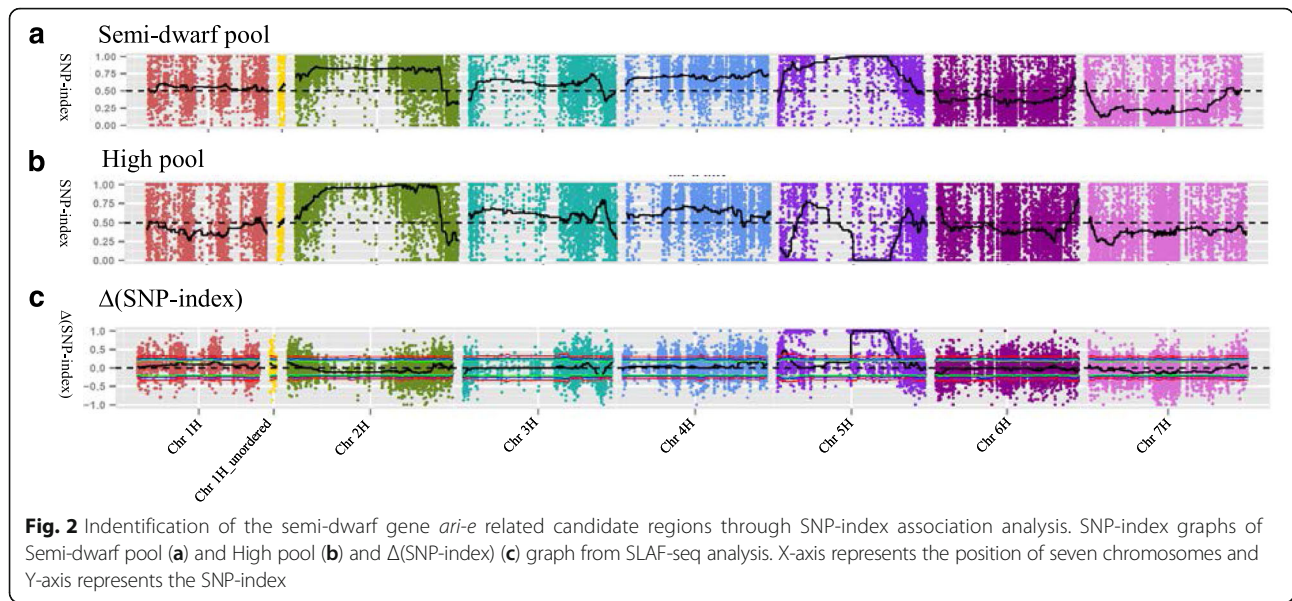 a
Semi-dwarf pool
SNP-index
1.00
0.75
0.50
0.25
0.00
b
High pool
SNP-index
1.00
0.75
0.50
0.25
0.00
c
Δ(SNP-index)
Δ(SNP-index)
1.0
0.5
0.0
−0.5
−1.0
Chr 1H
Chr 1H_unordered
Chr 2H
Chr 3H
Chr 4H
Chr 5H
Chr 6H
Chr 7H
Fig. 2 Indentification of the semi-dwarf gene ari-e related candidate regions through SNP-index association analysis. SNP-index graphs of
Semi-dwarf pool (a) and High pool (b) and Δ(SNP-index) (c) graph from SLAF-seq analysis. X-axis represents the position of seven chromosomes and
Y-axis represents the SNP-index